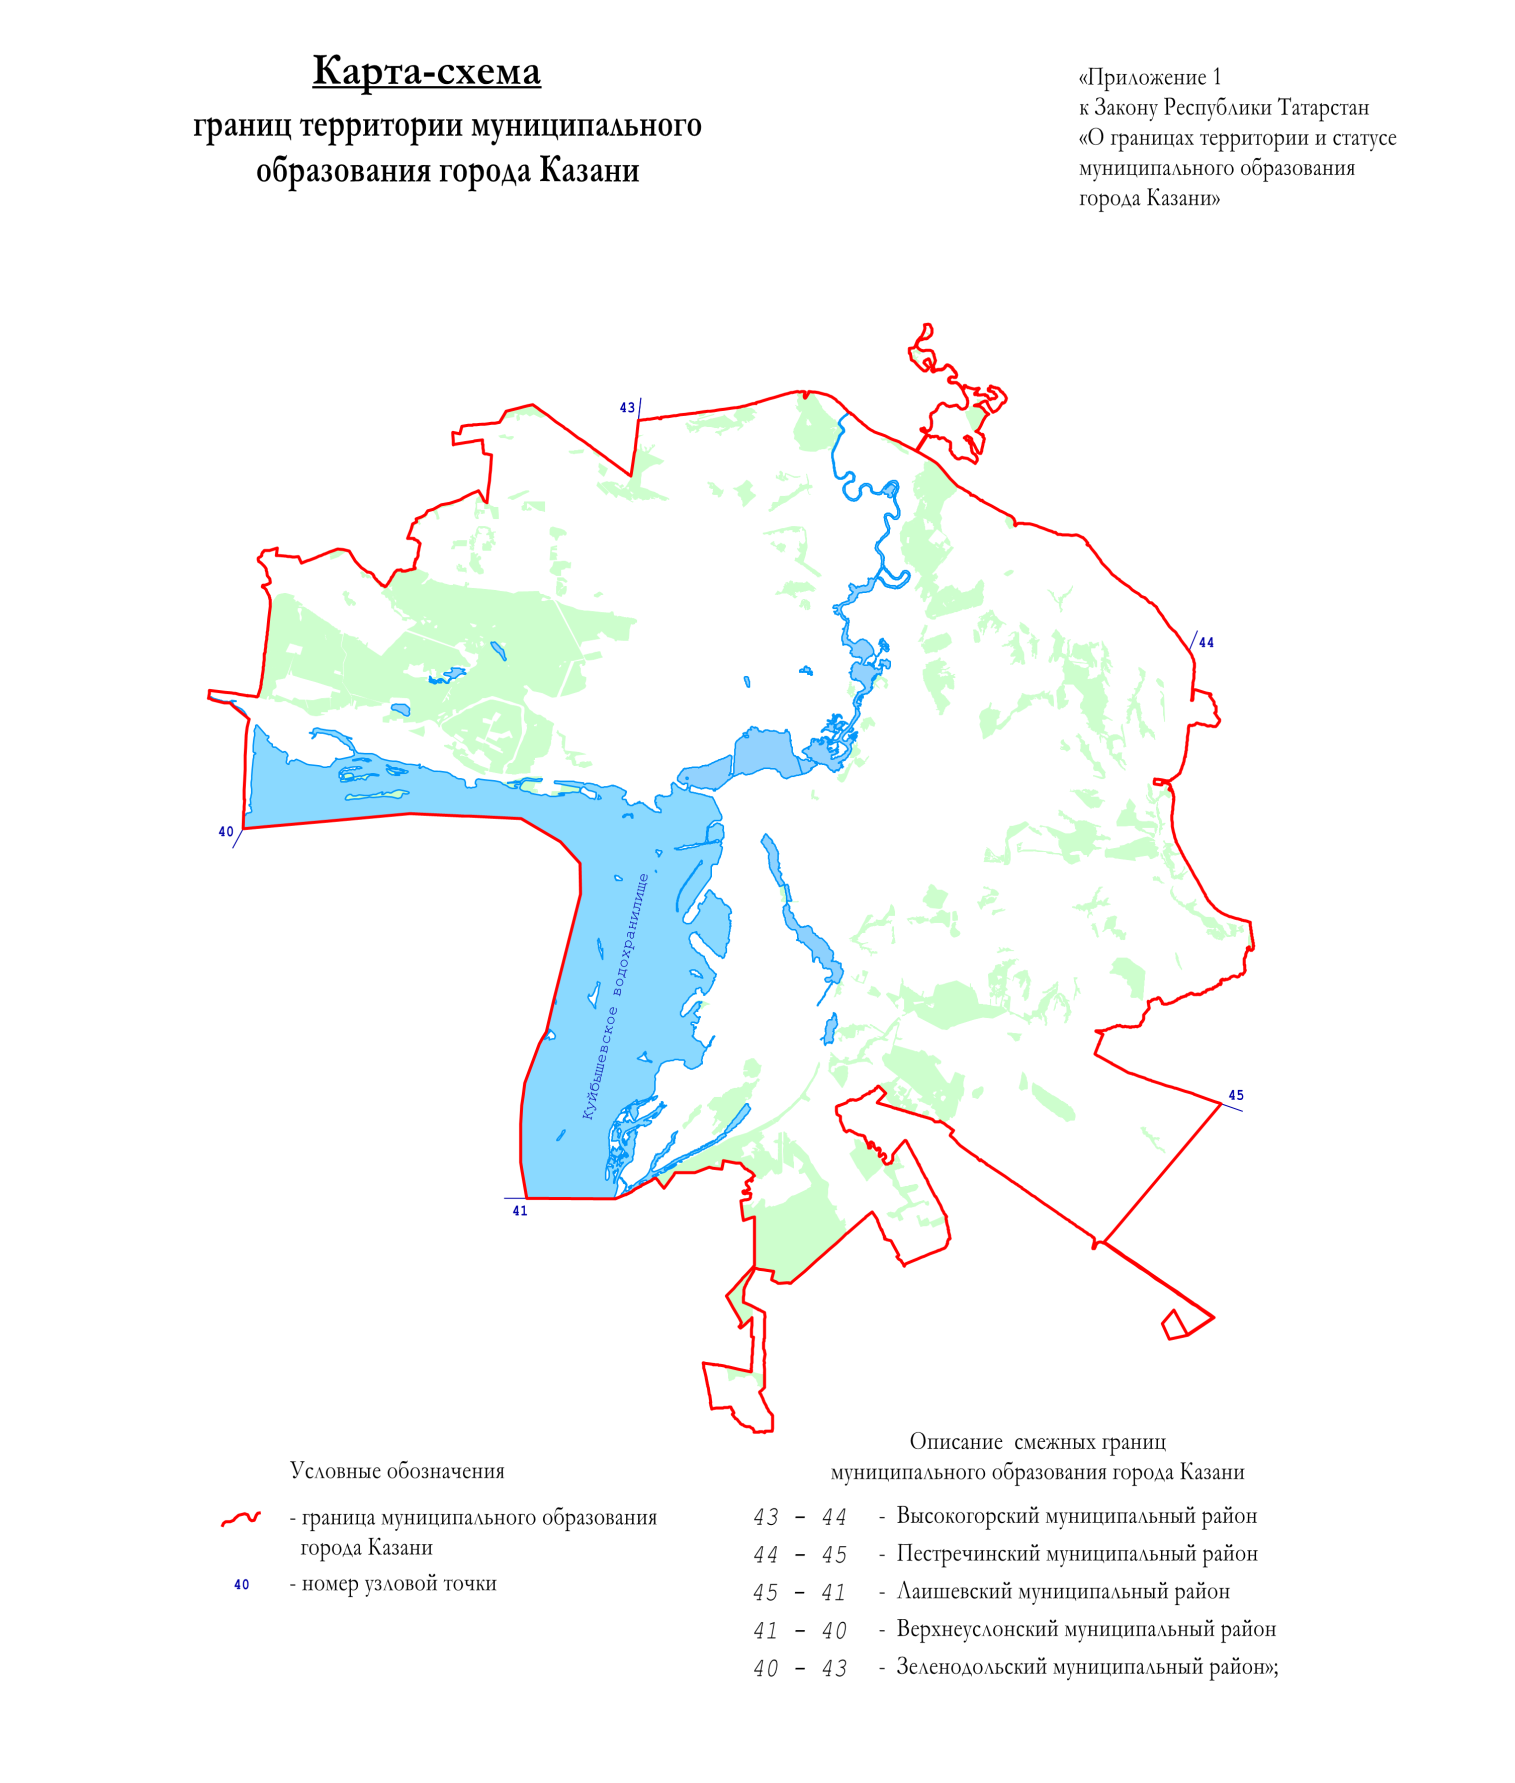 Карта-схема
границ территории муниципального
образования города Казани
«Приложение 1
к Закону Республики Татарстан
«О границах территории и статусе
муниципального образования
города Казани»
43
44
40
Куйбышевское водохранилище
45
41
Условные обозначения
- граница муниципального образования
города Казани
40 - номер узловой точки
Описание смежных границ
муниципального образования города Казани
43 - 44 - Высокогорский муниципальный район
44 - 45 - Пестречинский муниципальный район
45 - 41 - Лаишевский муниципальный район
41 - 40 - Верхнеуслонский муниципальный район
40 - 43 - Зеленодольский муниципальный район»;